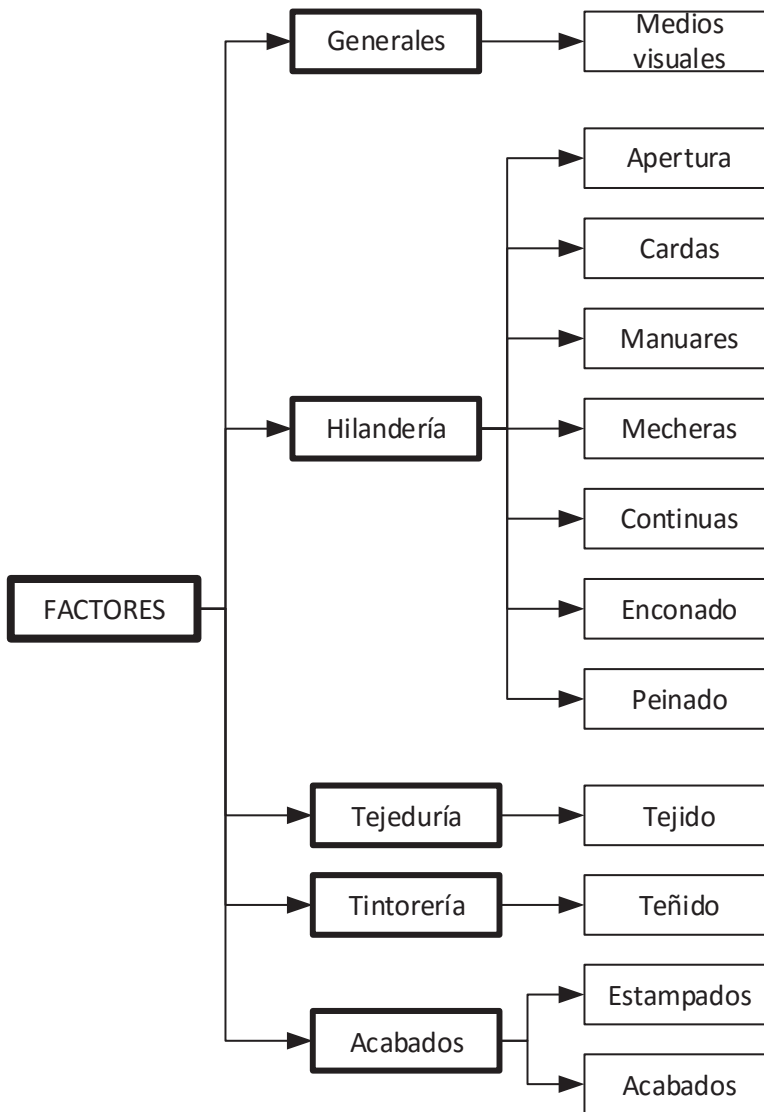 Generales
Medios
visuales
Apertura
Cardas
Manuares
Hilandería
Mecheras
Continuas
FACTORES
Enconado
Peinado
Tejeduría
Tejido
Tintorería
Teñido
Estampados
Acabados
Acabados